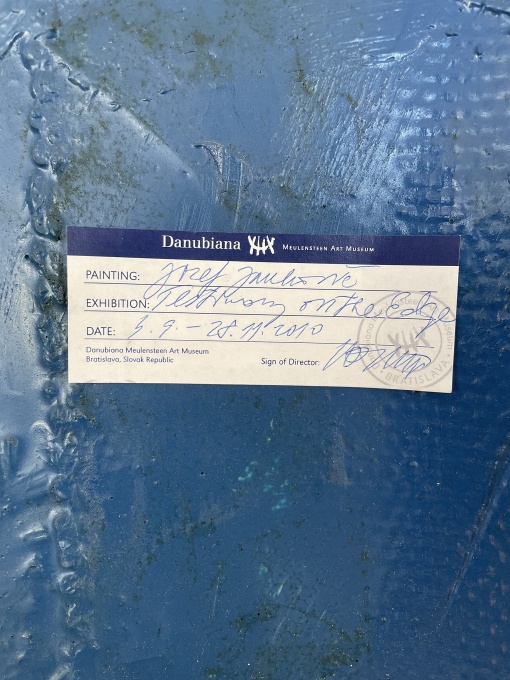 Danubiana Meulensteen Art Museum
PAINTING: Jozef Jankovič
EXHIBITION: Testimony on the Edge
DATE: 5. 9. – 28. 11. 2010
Danubiana Meulensteen Art Museum
Bratislava, Slovak Republic
Sign of Director:
BRATISLAVA